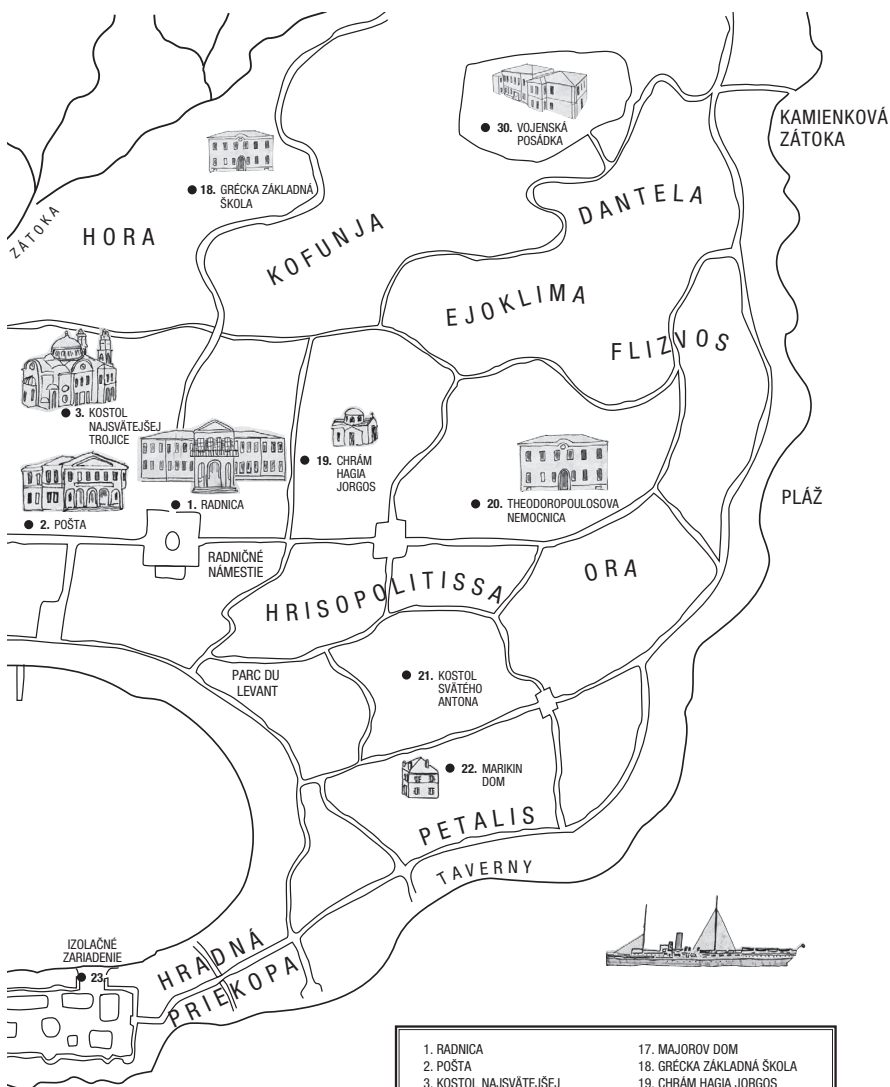 KAMIENKOVÁ
ZÁTOKA
● 30. VOJENSKÁ
POSÁDKA
● 18. GRÉCKA ZÁKLADNÁ
ŠKOLA
DANTELA
ZÁTOKA
HORA
KOFUNJA
EJOKLIMA
FLIZVOS
● 3. KOSTOL
NAJSVÄTEJŠEJ
TROJICE
● 19. CHRÁM
HAGIA
JORGOS
● 1. RADNICA
● 20. THEODOROPOULOSOVA
NEMOCNICA
PLÁŽ
● 2. POŠTA
RADNIČNÉ
NÁMESTIE
ORA
HRISOPOLITISSA
PARC DU
LEVANT
● 21. KOSTOL
SVÄTÉHO
ANTONA
● 22. MARIKIN
DOM
PETALIS
TAVERNY
IZOLAČNÉ
ZARIADENIE
● 23
HRADNÁ
PRIEKOPA
1. RADNICA
2. POŠTA
3. KOSTOL NAJSVÄTEJŠEJ
17. MAJOROV DOM
18. GRÉCKA ZÁKLADNÁ ŠKOLA
19. CHRÁM HAGIA JORGOS